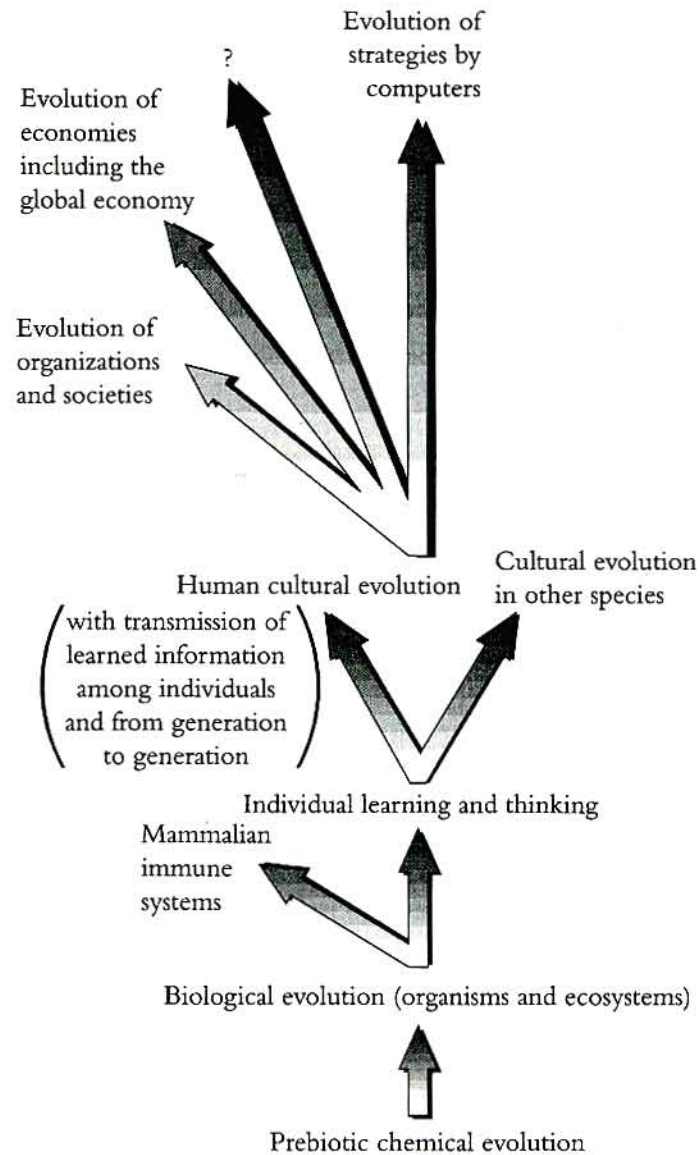 ?
Evolution of
strategies by
computers
Evolution of
economies
including the
global economy
Evolution of
organizations
and societies
Human cultural evolution
with transmission of
learned information
among individuals
and from generation
to generation
Cultural evolution
in other species
Individual learning and thinking
Mammalian
immune
systems
Biological evolution (organisms and ecosystems)
Prebiotic chemical evolution